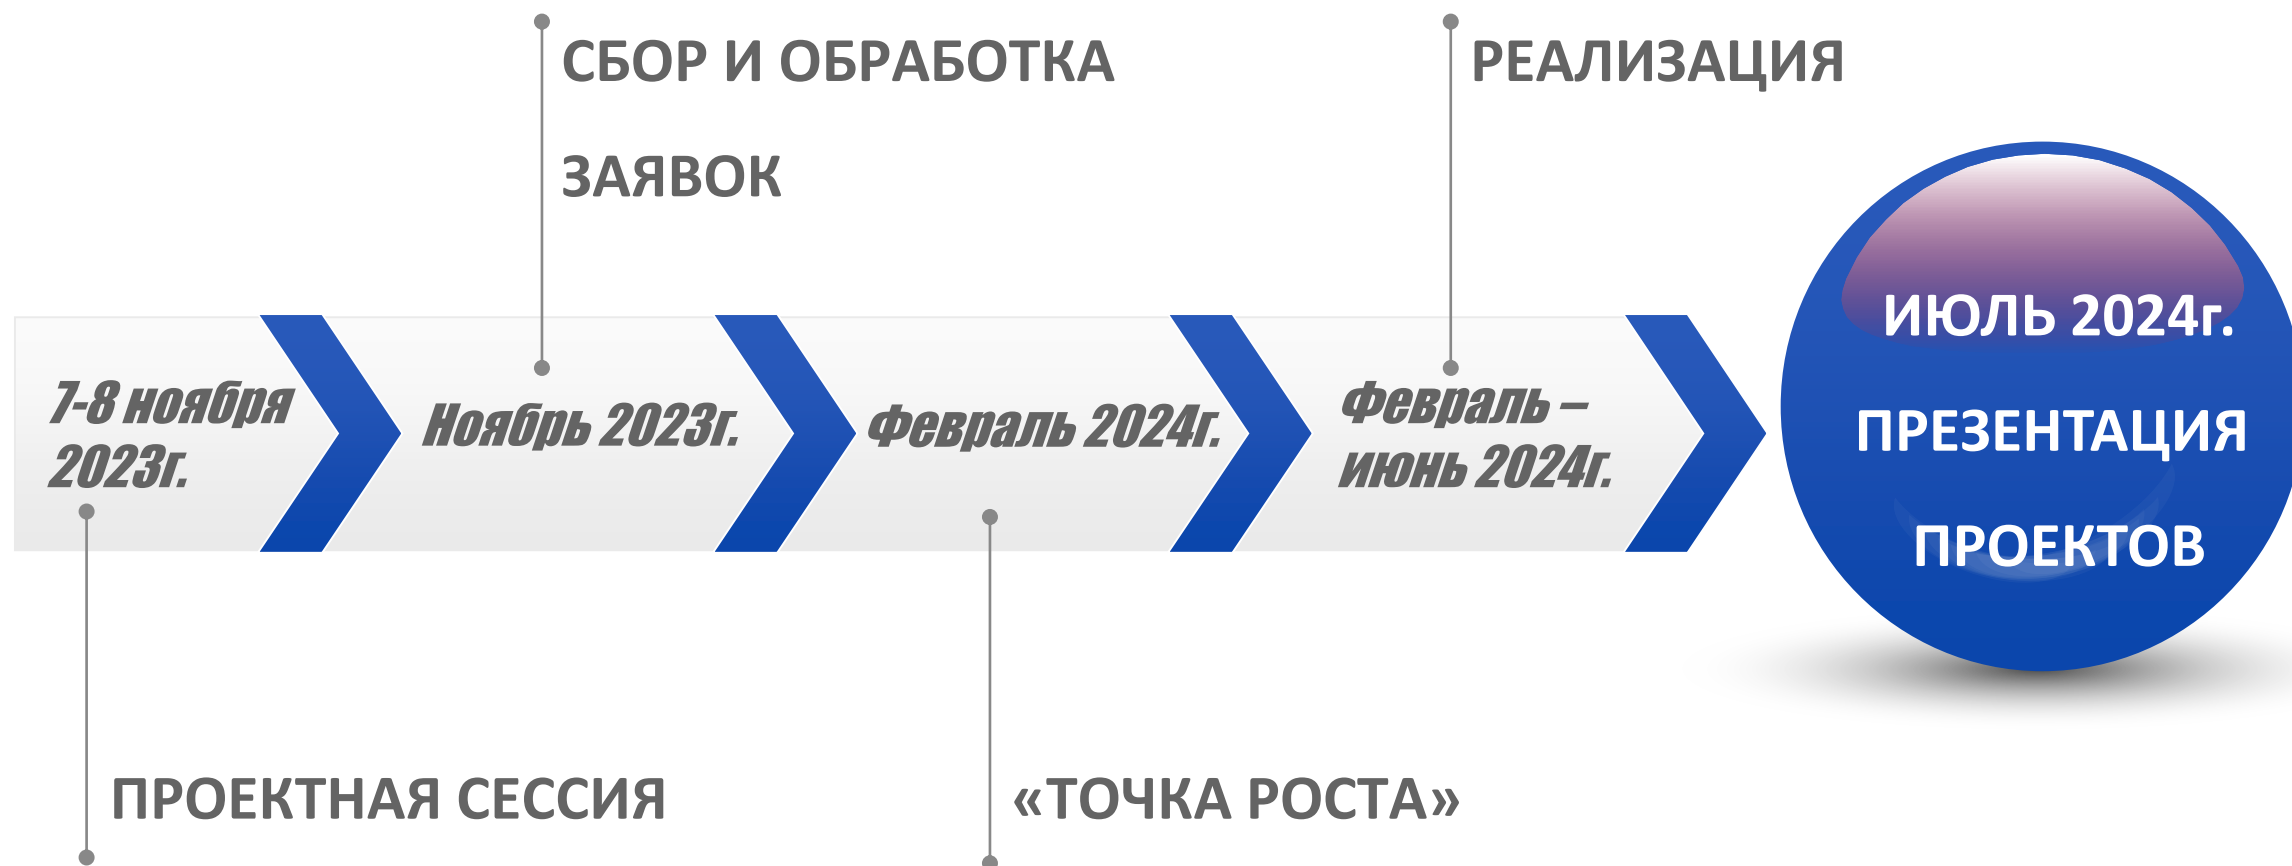 СБОР И ОБРАБОТКА
ЗАЯВОК
РЕАЛИЗАЦИЯ
7-8 ноября
2023г.
Ноябрь 2023г.
Февраль 2024г.
Февраль –
июнь 2024г.
ИЮЛЬ 2024г.
ПРЕЗЕНТАЦИЯ
ПРОЕКТОВ
ПРОЕКТНАЯ СЕССИЯ
«ТОЧКА РОСТА»